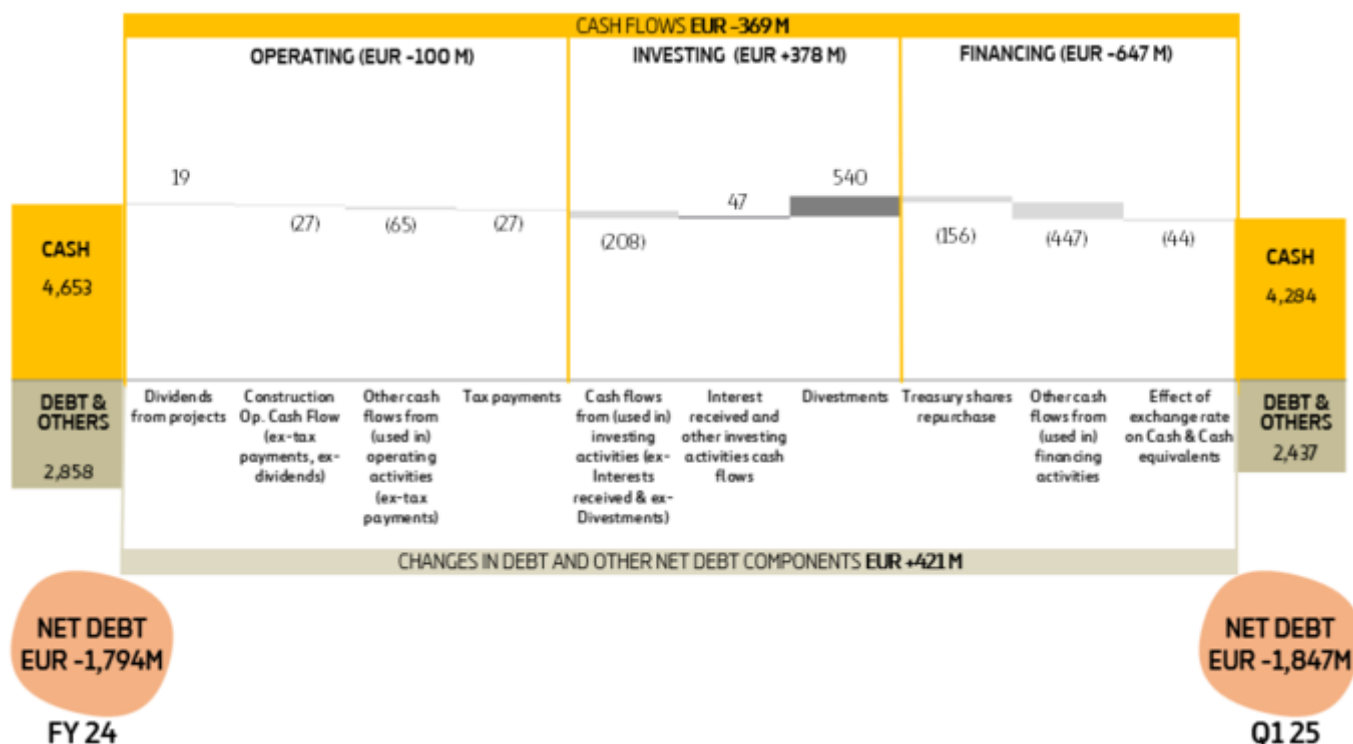 CASH FLOWS EUR -369 M
OPERATING (EUR -100 M)
INVESTING (EUR +378 M)
FINANCING (EUR -647 M)
19
(27)
(65)
(27)
(208)
47
540
(156)
(447)
(44)
CASH
4,653
CASH
4,284
DEBT &
OTHERS
2,858
Dividends
from projects
Construction
Op. Cash Flow
(ex-tax
payments, ex-
dividends)
Other cash
flows from
(used in)
operating
activities
(ex-tax
payments)
Tax payments
Cash flows
from (used in)
investing
activities (ex-
Interests
received & ex-
Divestments)
Interest
received and
other investing
activities cash
flows
Divestments
Treasury shares
repurchase
Other cash
flows from
(used in)
financing
activities
Effect of
exchange rate
on Cash & Cash
equivalents
DEBT &
OTHERS
2,437
CHANGES IN DEBT AND OTHER NET DEBT COMPONENTS EUR +421 M
NET DEBT
EUR -1,794M
FY 24
NET DEBT
EUR -1,847M
Q1 25